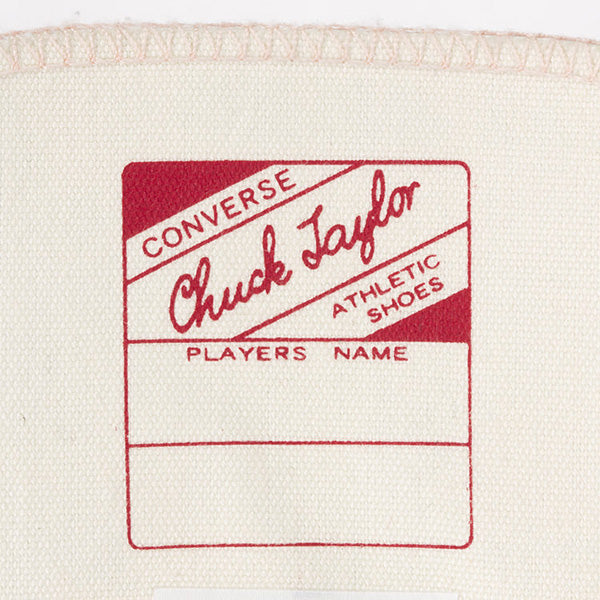 CONVERSE
Chuck Taylor
ATHLETIC
SHOES
PLAYERS NAME